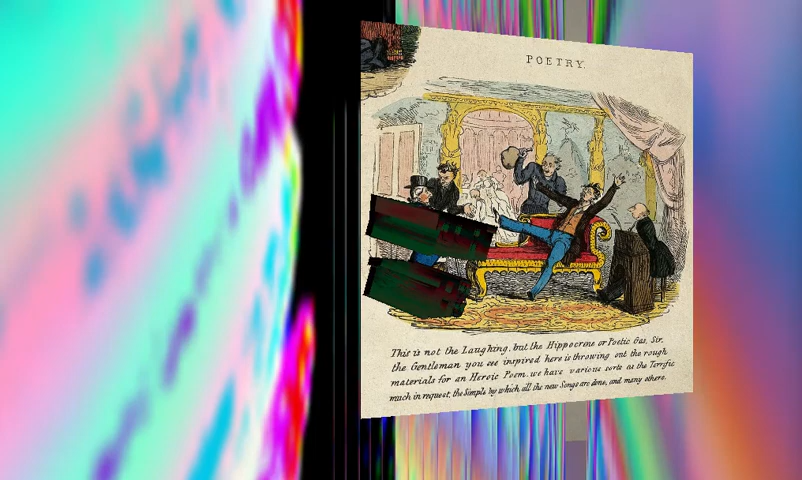 POETRY.
This is not the Laughing, but the Hippocrene or Poetic Gas, Sir.
the Gentleman you see inspired here is throwing out the rough
materials for an Heroic Poem. we have various sorts as the Terrific
much in request, the Simple by which all the new Songs are done, and many others.